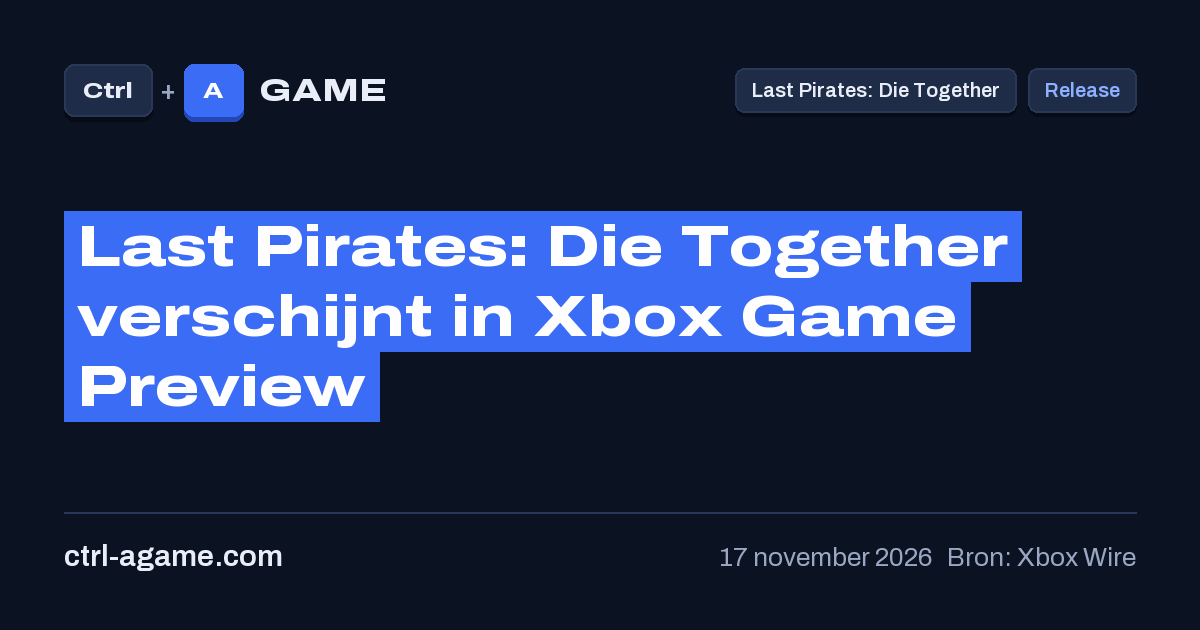 Ctrl + A GAME
Last Pirates: Die Together
Release
Last Pirates: Die Together
verschijnt in Xbox Game
Preview
ctrl-agame.com
17 november 2026 Bron: Xbox Wire